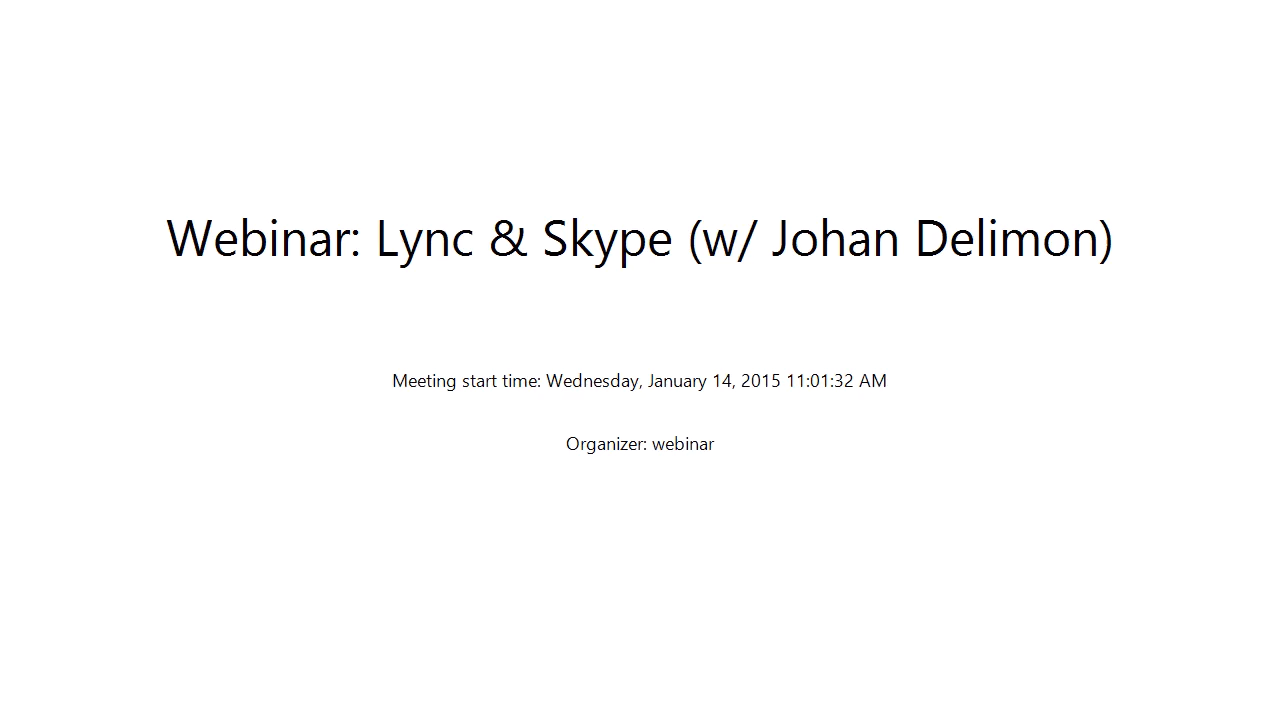 Webinar: Lync & Skype (w/ Johan Delimon)
Meeting start time: Wednesday, January 14, 2015 11:01:32 AM
Organizer: webinar